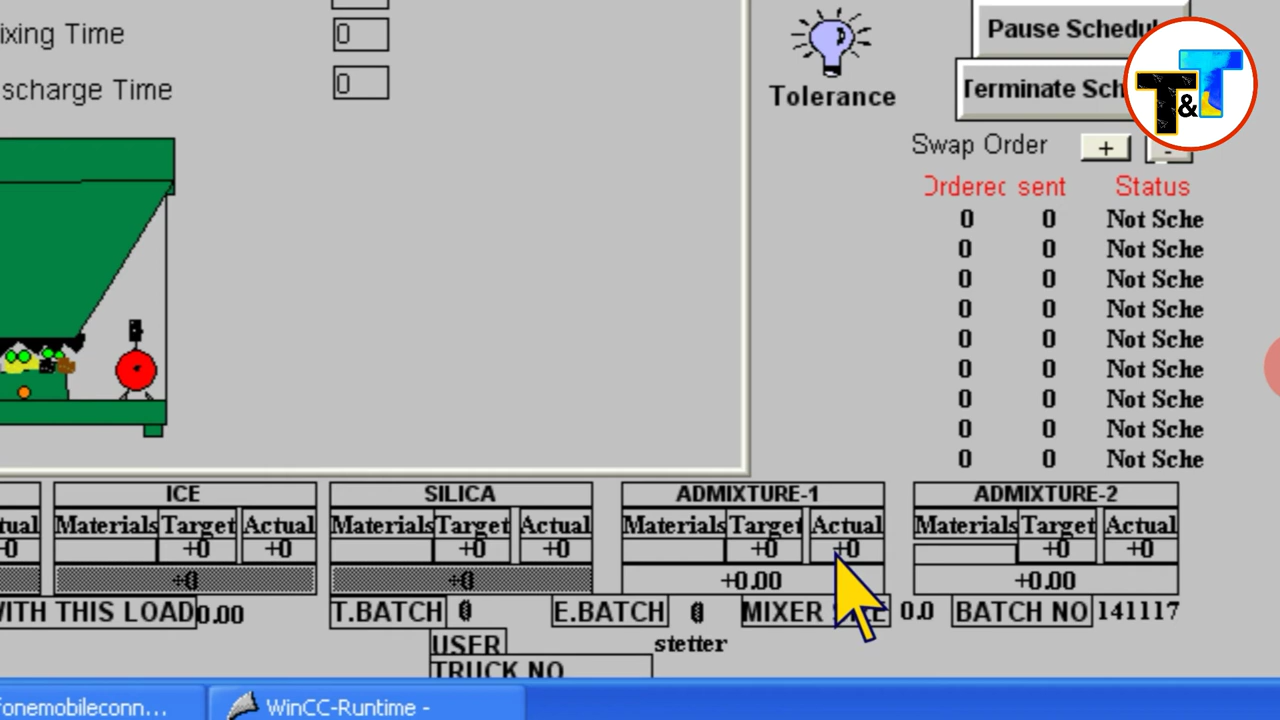 ixing Time 0
scharge Time 0
Tolerance
Pause Schedul
Terminate Sch
T&T
Swap Order + -
Ordered sent Status
0 0 Not Sche
0 0 Not Sche
0 0 Not Sche
0 0 Not Sche
0 0 Not Sche
0 0 Not Sche
0 0 Not Sche
0 0 Not Sche
0 0 Not Sche
ICE SILICA ADMIXTURE-1 ADMIXTURE-2
tual Materials Target Actual Materials Target Actual Materials Target Actual Materials Target Actual
+0 +0 +0 +0 +0 +0 +0 +0 +0
+0 +0 +0.00 +0.00
WITH THIS LOAD 0.00 T.BATCH 0 E.BATCH 0 MIXER 0.0 BATCH NO 141117
USER stetter
TRUCK NO
fonemobileconn... WinCC-Runtime -